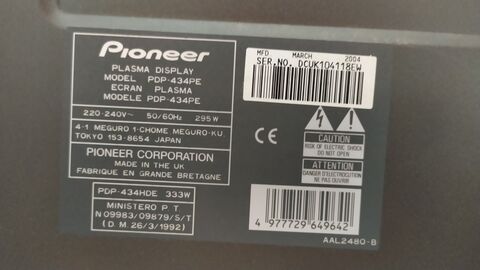 Pioneer
PLASMA DISPLAY
MODEL PDP-434PE
ECRAN PLASMA
MODELE PDP-434PE
220-240V~ 50/60Hz 295W
4-1 MEGURO 1-CHOME MEGURO-KU,
TOKYO 153-8654 JAPAN
PIONEER CORPORATION
MADE IN THE UK
FABRIQUE EN GRANDE BRETAGNE
PDP-434HDE 333W
MINISTERO P. T.
N 09983/09879/S/T
(D.M. 26/3/1992)
MFD MARCH 2004
SER.NO. DCUK104118EW
CE
CAUTION
RISK OF ELECTRIC SHOCK
DO NOT OPEN
ATTENTION
DANGER D'ELECTROCUTION
NE PAS OUVRIR
4 977729 649642
AAL2480-B